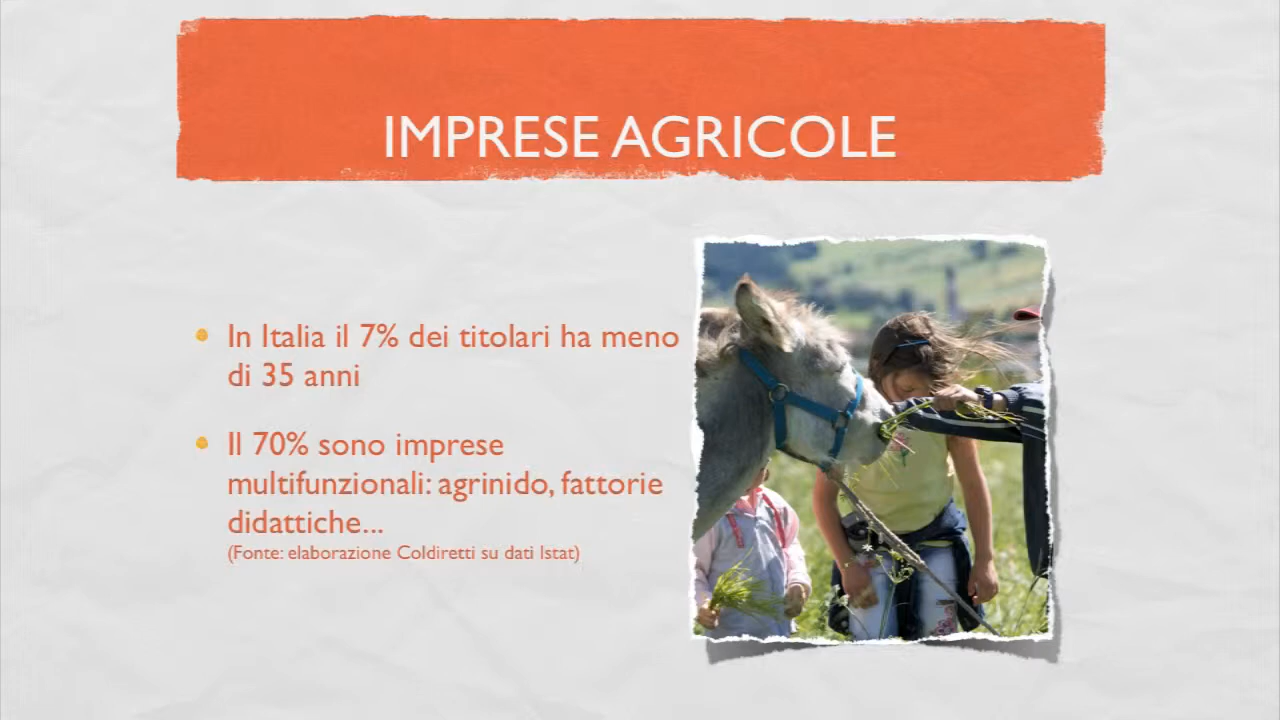 IMPRESE AGRICOLE
In Italia il 7% dei titolari ha meno
di 35 anni
Il 70% sono imprese
multifunzionali: agrinido, fattorie
didattiche...
(Fonte: elaborazione Coldiretti su dati Istat)